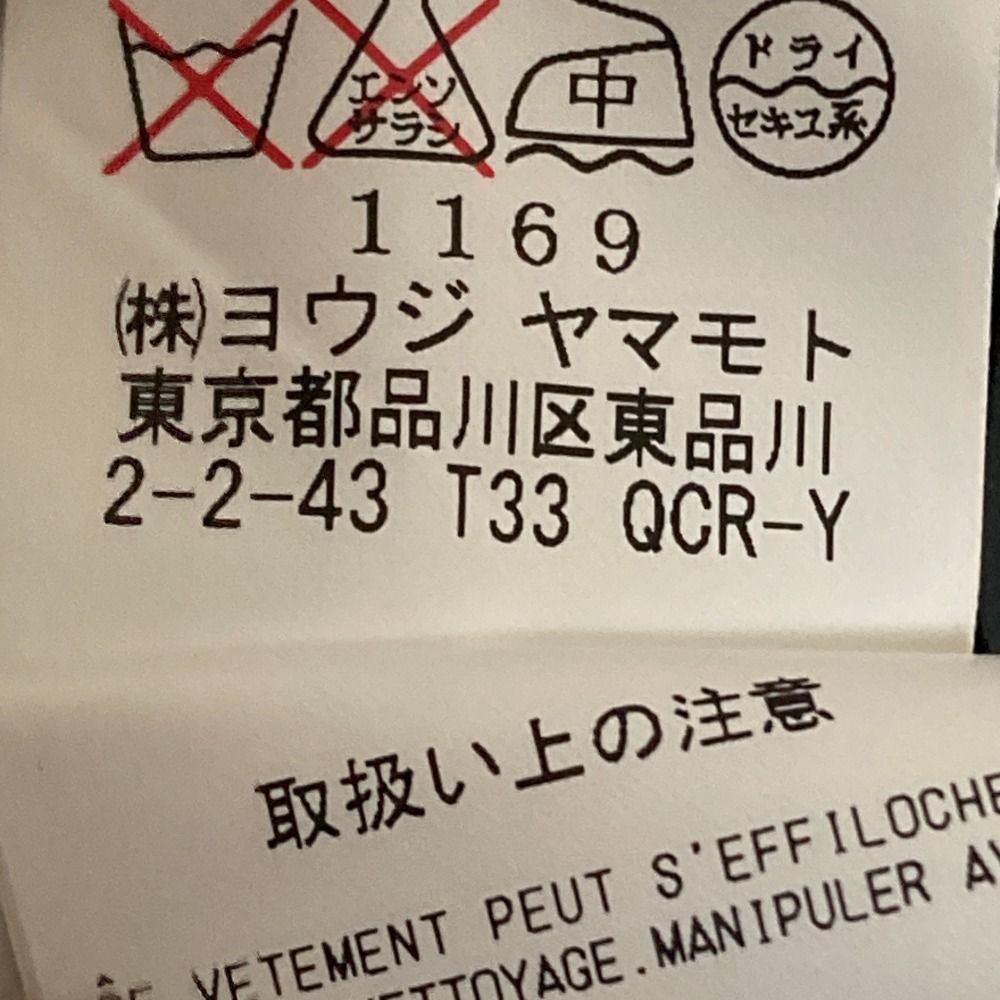 エンソ
サラシ
中
ドライ
セキユ系
1169
㈱ヨウジ ヤマモト
東京都品川区東品川
2-2-43 T33 QCR-Y
取扱い上の注意
VETEMENT PEUT S'EFFILOCHE
MANIPULER